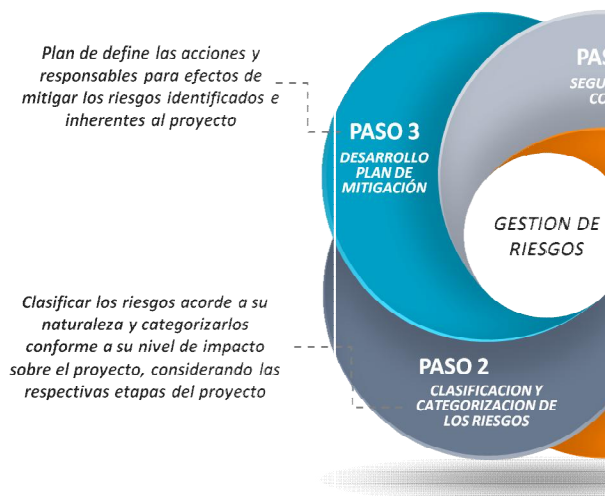 Plan de define las acciones y
responsables para efectos de
mitigar los riesgos identificados e
inherentes al proyecto
PASO 3
DESARROLLO
PLAN DE
MITIGACIÓN
GESTION DE
RIESGOS
Clasificar los riesgos acorde a su
naturaleza y categorizarlos
conforme a su nivel de impacto
sobre el proyecto, considerando las
respectivas etapas del proyecto
PASO 2
CLASIFICACION Y
CATEGORIZACION DE
LOS RIESGOS